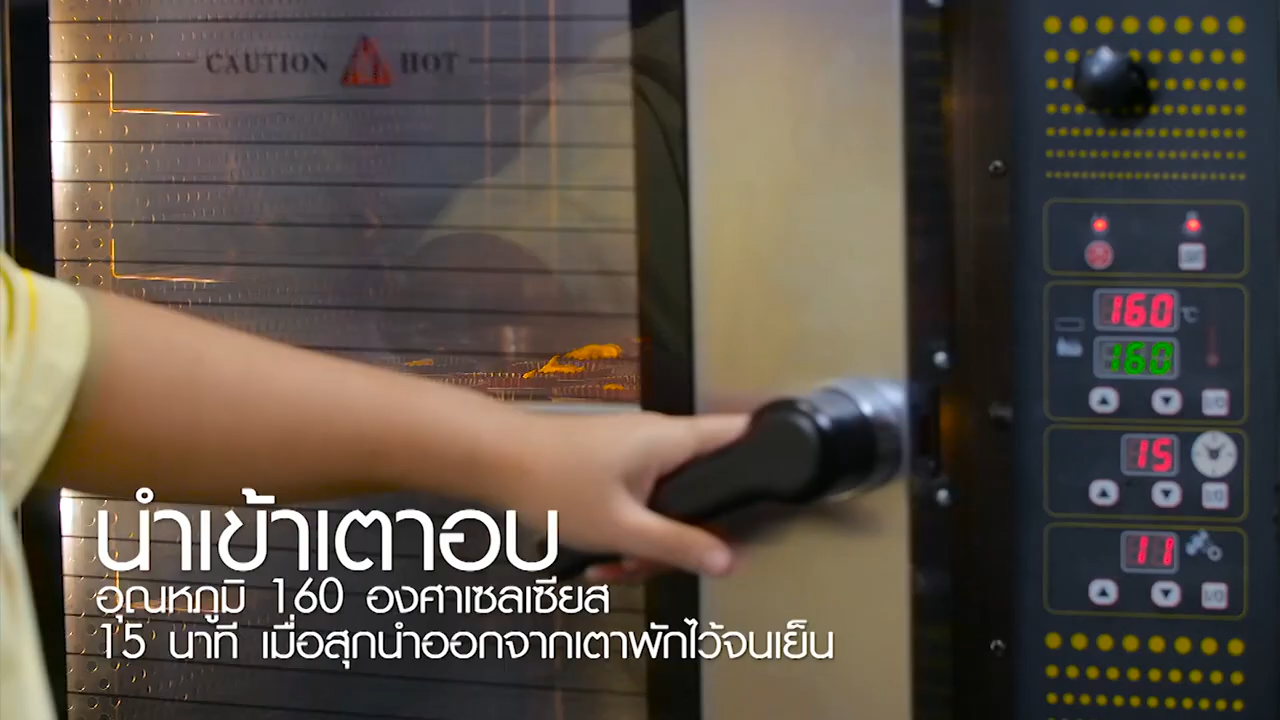 CAUTION HOT
160 °C
160
15
11
นำเข้าเตาอบ
อุณหภูมิ 160 องศาเซลเซียส
15 นาที เมื่อสุกนำออกจากเตาพักไว้จนเย็น